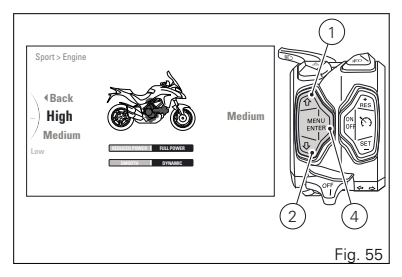 1
Sport > Engine
Back
High
Medium
Low
Medium
REDUCED POWER FULL POWER
SMOOTH DYNAMIC
MENU
ENTER
RES
ON
OFF
SET
OFF
2
4
Fig. 55